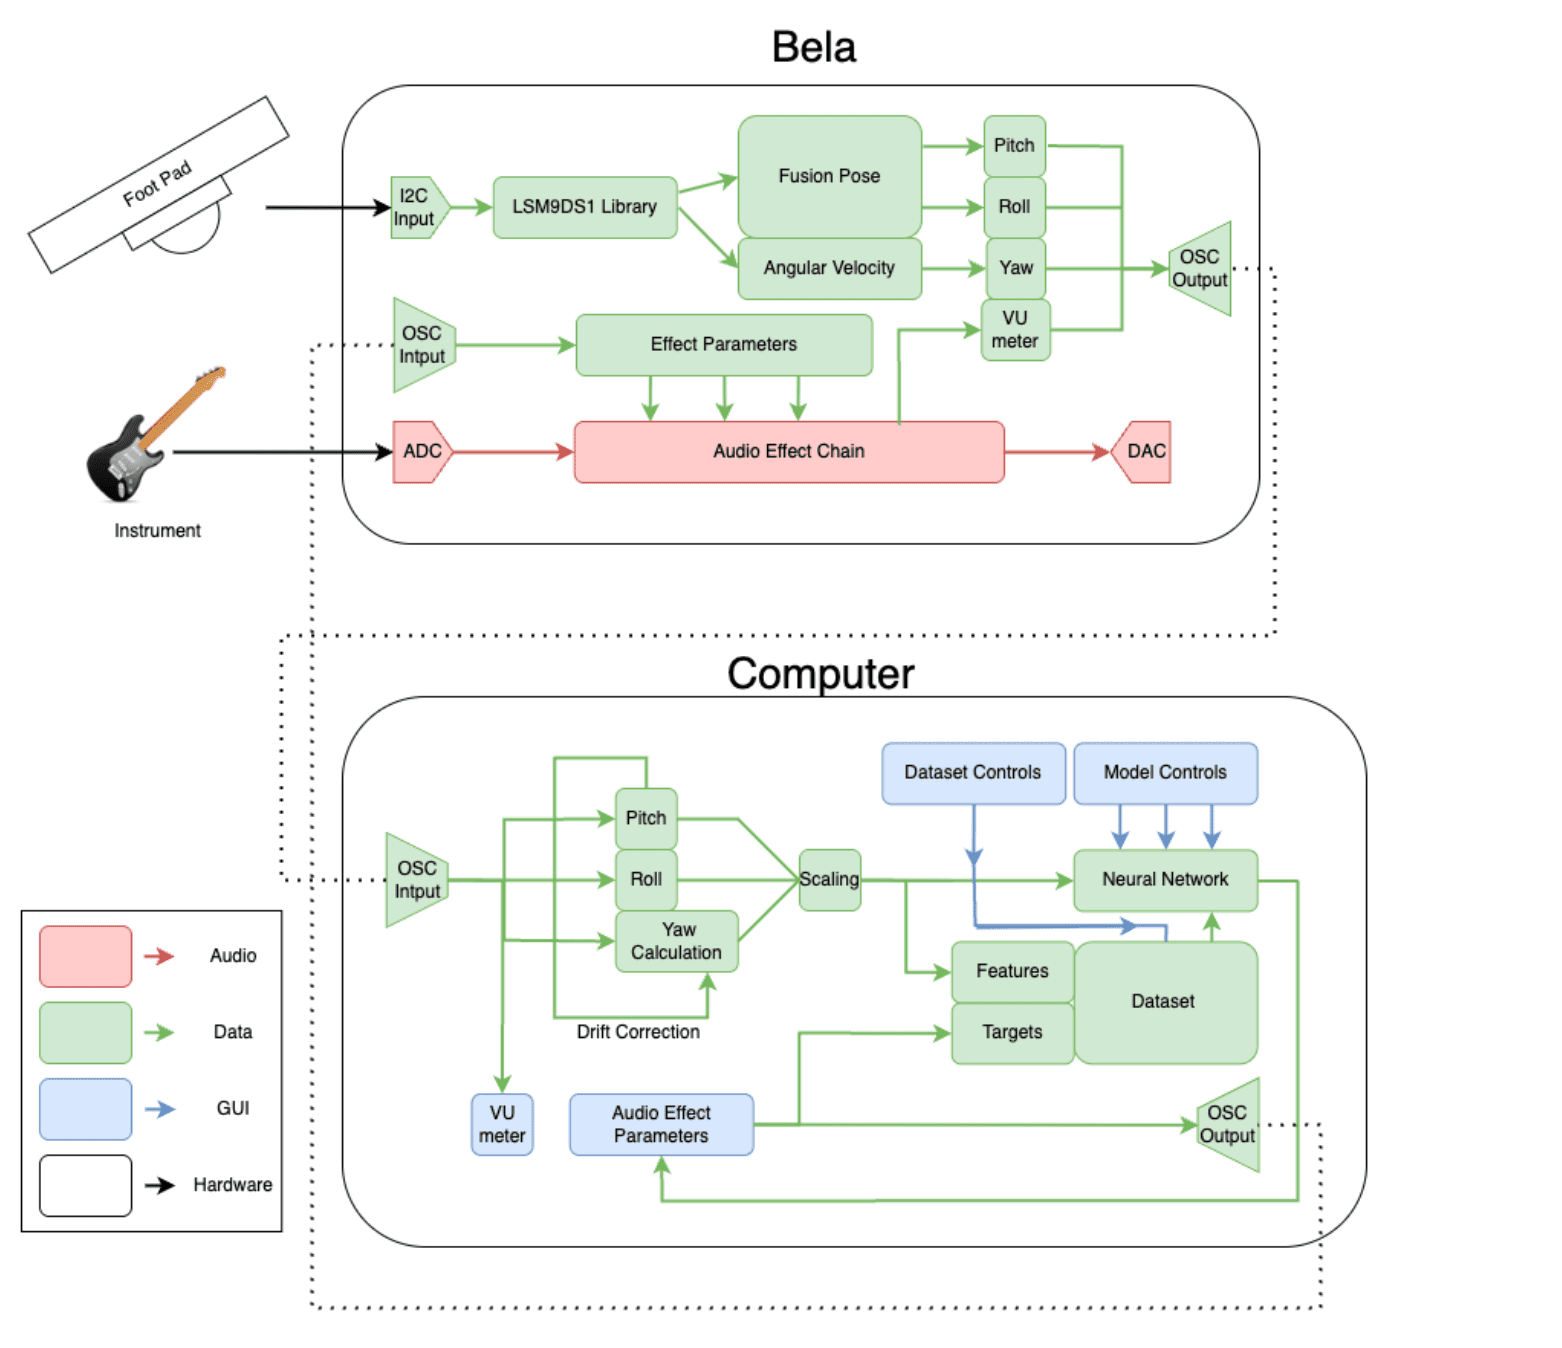 Bela
Foot Pad
I2C
Input
LSM9DS1 Library
Fusion Pose
Angular Velocity
Pitch
Roll
Yaw
VU
meter
OSC
Output
OSC
Intput
Effect Parameters
ADC
Audio Effect Chain
DAC
Instrument
Computer
Dataset Controls
Model Controls
OSC
Intput
Pitch
Roll
Yaw
Calculation
Scaling
Neural Network
Features
Targets
Dataset
Drift Correction
VU
meter
Audio Effect
Parameters
OSC
Output
Audio
Data
GUI
Hardware